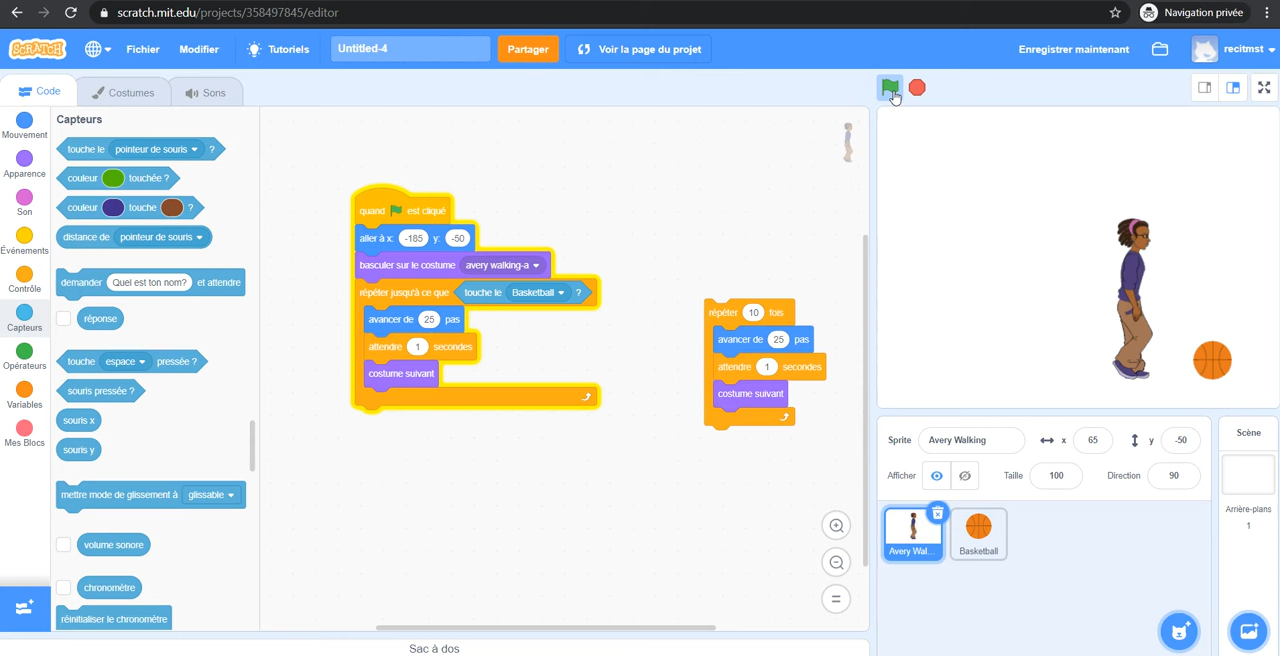 scratch.mit.edu/projects/358497845/editor
Navigation privée
SCRATCH
Fichier
Modifier
Tutoriels
Untitled-4
Partager
Voir la page du projet
Enregistrer maintenant
recitmst
Code
Costumes
Sons
Mouvement
Apparence
Son
Événements
Contrôle
Capteurs
Opérateurs
Variables
Mes Blocs
Capteurs
touche le pointeur de souris ?
couleur touchée ?
couleur touche ?
distance de pointeur de souris
demander Quel est ton nom? et attendre
réponse
touche espace pressée ?
souris pressée ?
souris x
souris y
mettre mode de glissement à glissable
volume sonore
chronomètre
réinitialiser le chronomètre
quand est cliqué
aller à x: -185 y: -50
basculer sur le costume avery walking-a
répéter jusqu'à ce que touche le Basketball ?
avancer de 25 pas
attendre 1 secondes
costume suivant
répéter 10 fois
avancer de 25 pas
attendre 1 secondes
costume suivant
Sac à dos
Sprite Avery Walking x 65 y -50
Afficher Taille 100 Direction 90
Avery Wal...
Basketball
Scène
Arrière-plans
1